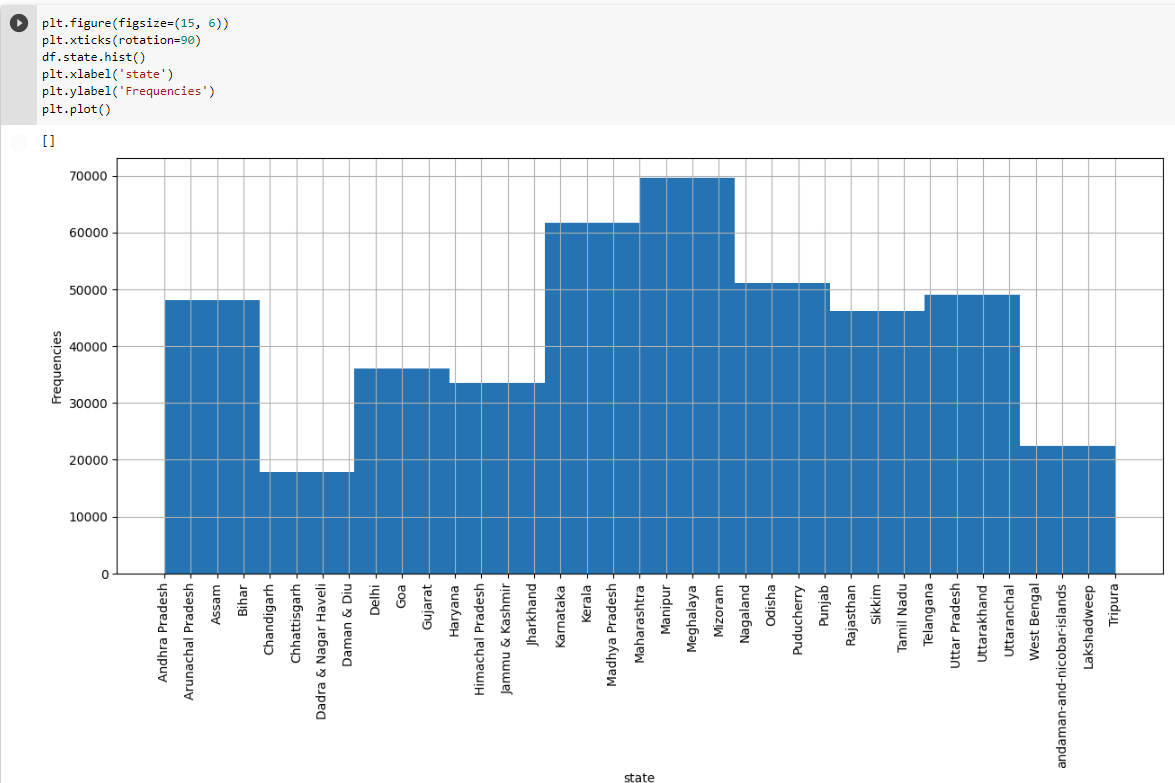 plt.figure(figsize=(15, 6))
plt.xticks(rotation=90)
df.state.hist()
plt.xlabel('state')
plt.ylabel('Frequencies')
plt.plot()
[]
70000
60000
50000
40000
30000
20000
10000
0
Frequencies
Andhra Pradesh
Arunachal Pradesh
Assam
Bihar
Chandigarh
Chhattisgarh
Dadra & Nagar Haveli
Daman & Diu
Delhi
Goa
Gujarat
Haryana
Himachal Pradesh
Jammu & Kashmir
Jharkhand
Karnataka
Kerala
Madhya Pradesh
Maharashtra
Manipur
Meghalaya
Mizoram
Nagaland
Odisha
Puducherry
Punjab
Rajasthan
Sikkim
Tamil Nadu
Telangana
Uttar Pradesh
Uttarakhand
Uttaranchal
West Bengal
andaman-and-nicobar-islands
Lakshadweep
Tripura
state